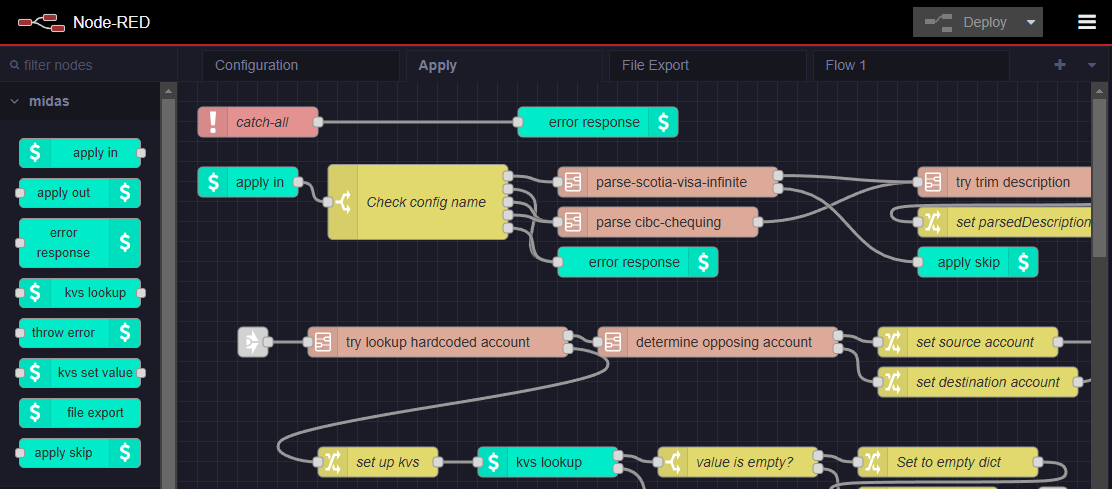 Node-RED
Deploy
filter nodes
Configuration
Apply
File Export
Flow 1
midas
apply in
apply out
error
response
kvs lookup
throw error
kvs set value
file export
apply skip
catch-all
error response
apply in
Check config name
parse-scotia-visa-infinite
try trim description
parse cibc-chequing
set parsedDescription
error response
apply skip
try lookup hardcoded account
determine opposing account
set source account
set destination account
set up kvs
kvs lookup
value is empty?
Set to empty dict